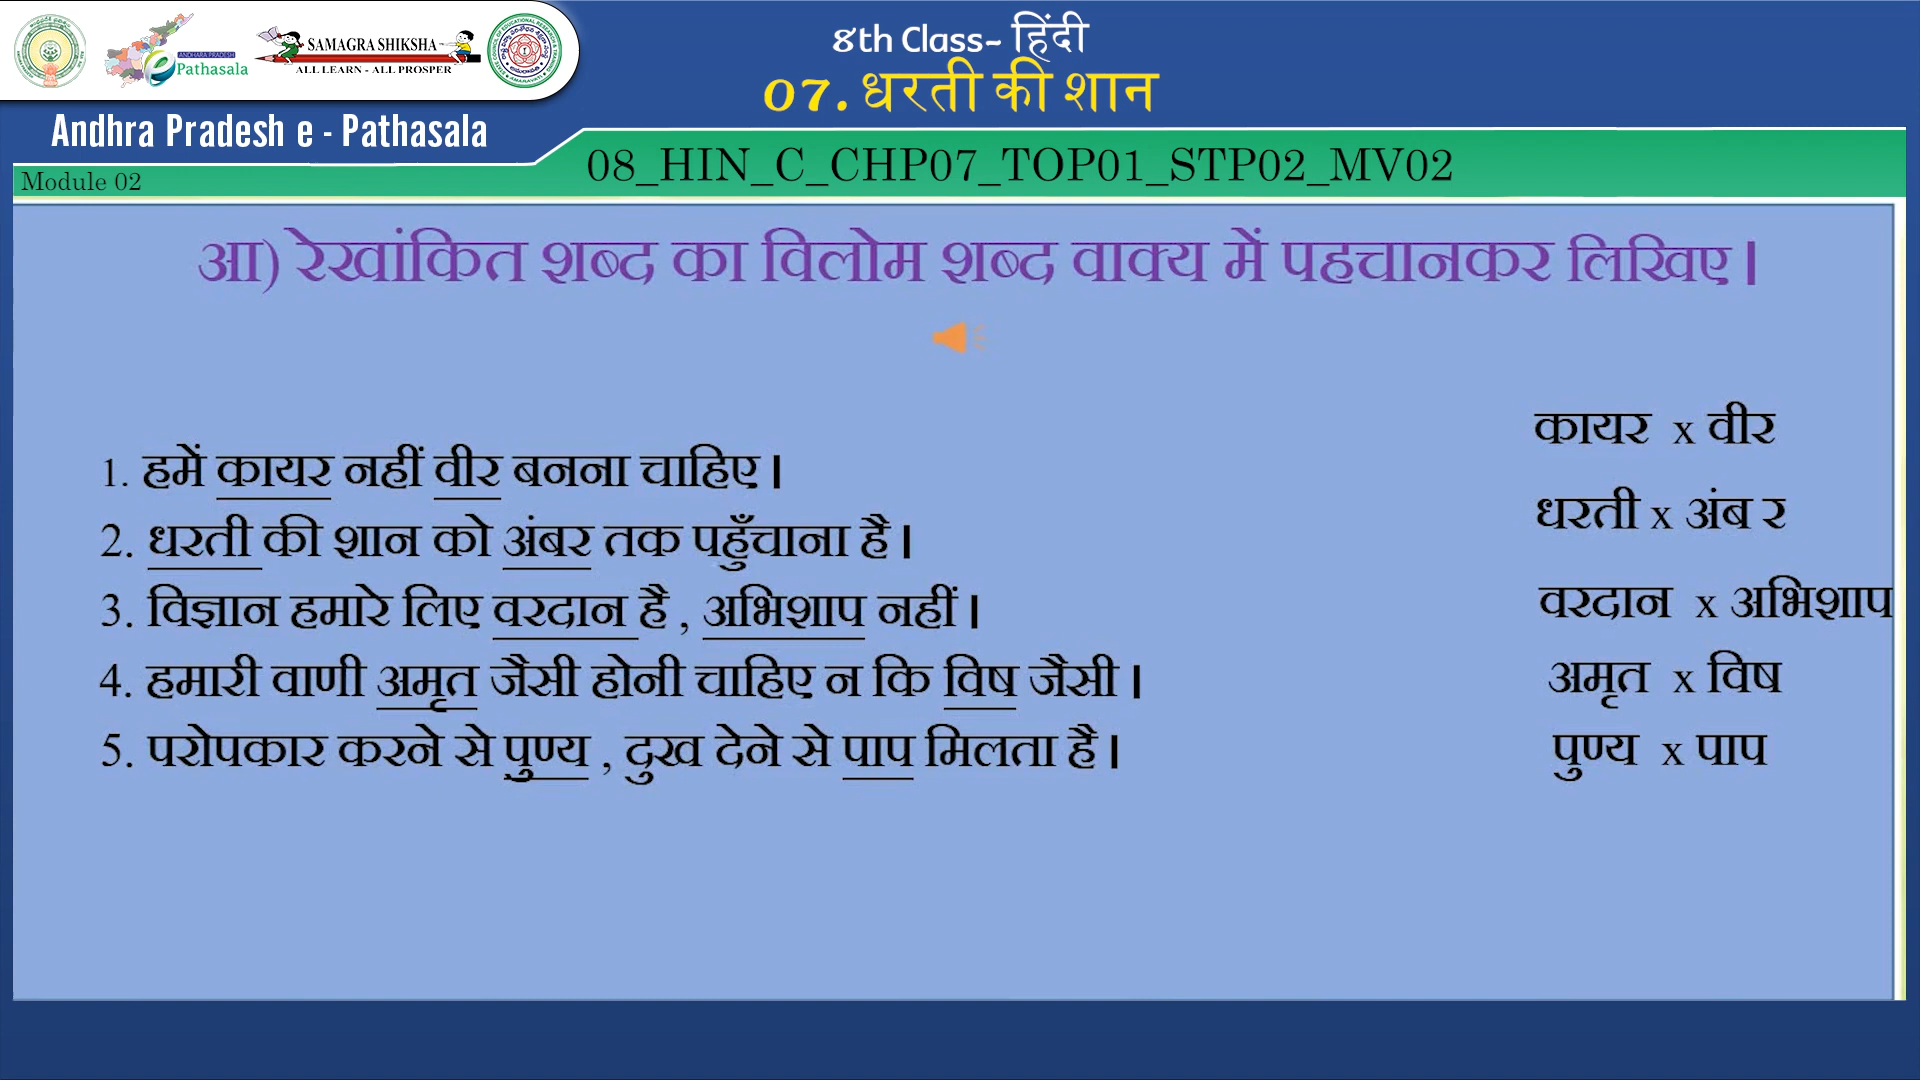 ANDHARA PRADESH
Pathasala
SAMAGRA SHIKSHA
ALL LEARN - ALL PROSPER
8th Class- हिंदी
07. धरती की शान
Andhra Pradesh e - Pathasala
08_HIN_C_CHP07_TOP01_STP02_MV02
Module 02
आ) रेखांकित शब्द का विलोम शब्द वाक्य में पहचानकर लिखिए।
1. हमें कायर नहीं वीर बनना चाहिए।
2. धरती की शान को अंबर तक पहुँचाना है।
3. विज्ञान हमारे लिए वरदान है , अभिशाप नहीं।
4. हमारी वाणी अमृत जैसी होनी चाहिए न कि विष जैसी।
5. परोपकार करने से पुण्य , दुख देने से पाप मिलता है।
कायर x वीर
धरती x अंब र
वरदान x अभिशाप
अमृत x विष
पुण्य x पाप